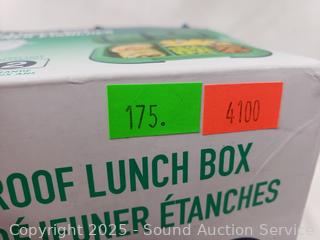 175.
4100
ROOF LUNCH BOX
DÉJEUNER ÉTANCHES
Copyright 2025 - Sound Auction Service